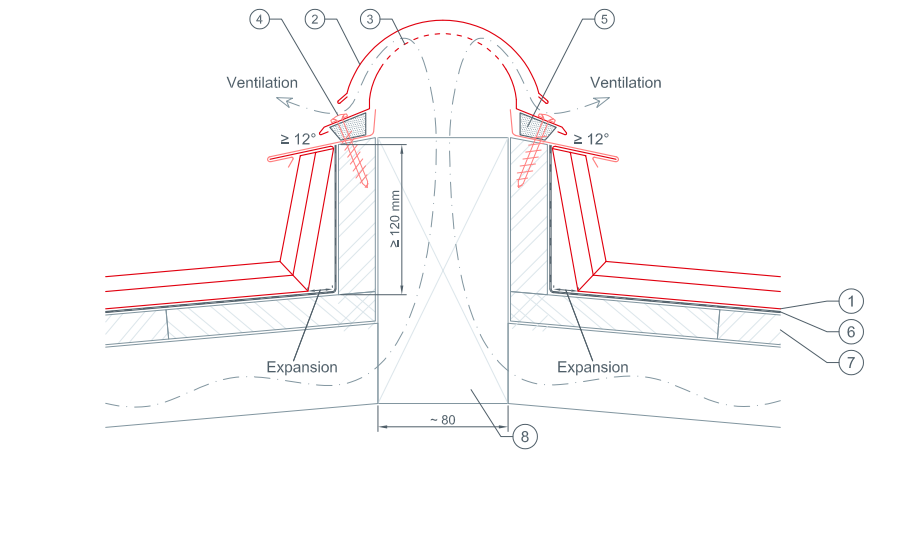 4 2 3 5
Ventilation Ventilation
≥ 12° ≥ 12°
≥ 120 mm
1
6
7
Expansion Expansion
~ 80
8